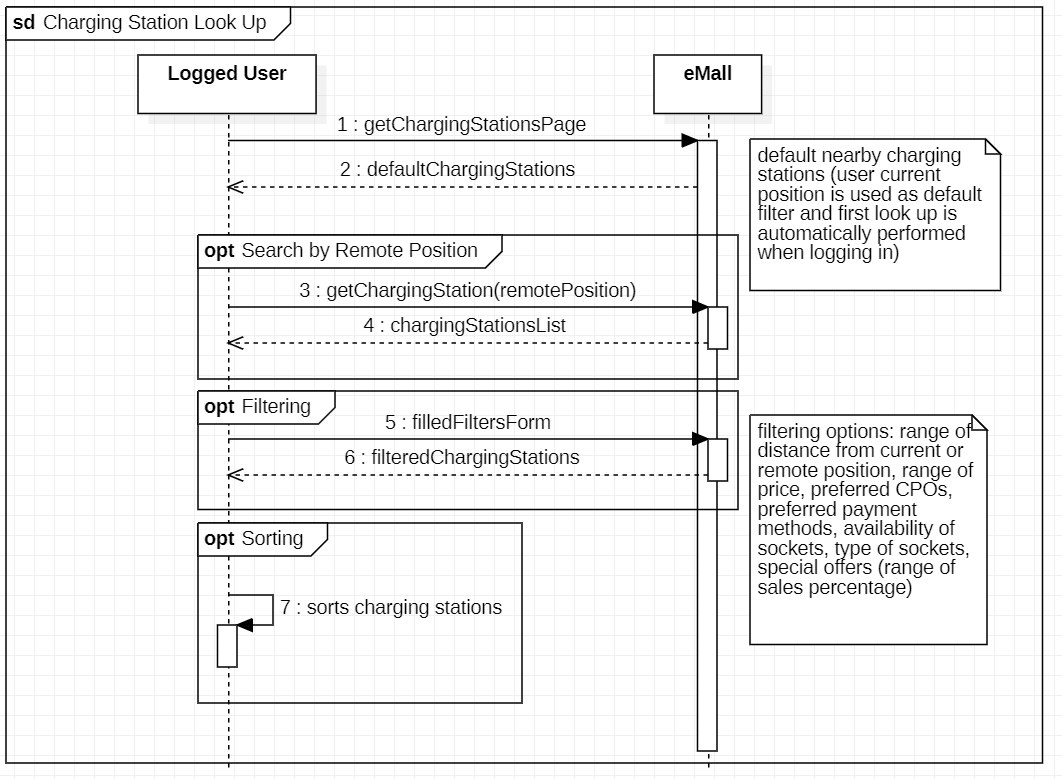 sd Charging Station Look Up
Logged User
eMall
1 : getChargingStationsPage
2 : defaultChargingStations
default nearby charging
stations (user current
position is used as default
filter and first look up is
automatically performed
when logging in)
opt Search by Remote Position
3 : getChargingStation(remotePosition)
4 : chargingStationsList
opt Filtering
5 : filledFiltersForm
6 : filteredChargingStations
filtering options: range of
distance from current or
remote position, range of
price, preferred CPOs,
preferred payment
methods, availability of
sockets, type of sockets,
special offers (range of
sales percentage)
opt Sorting
7 : sorts charging stations